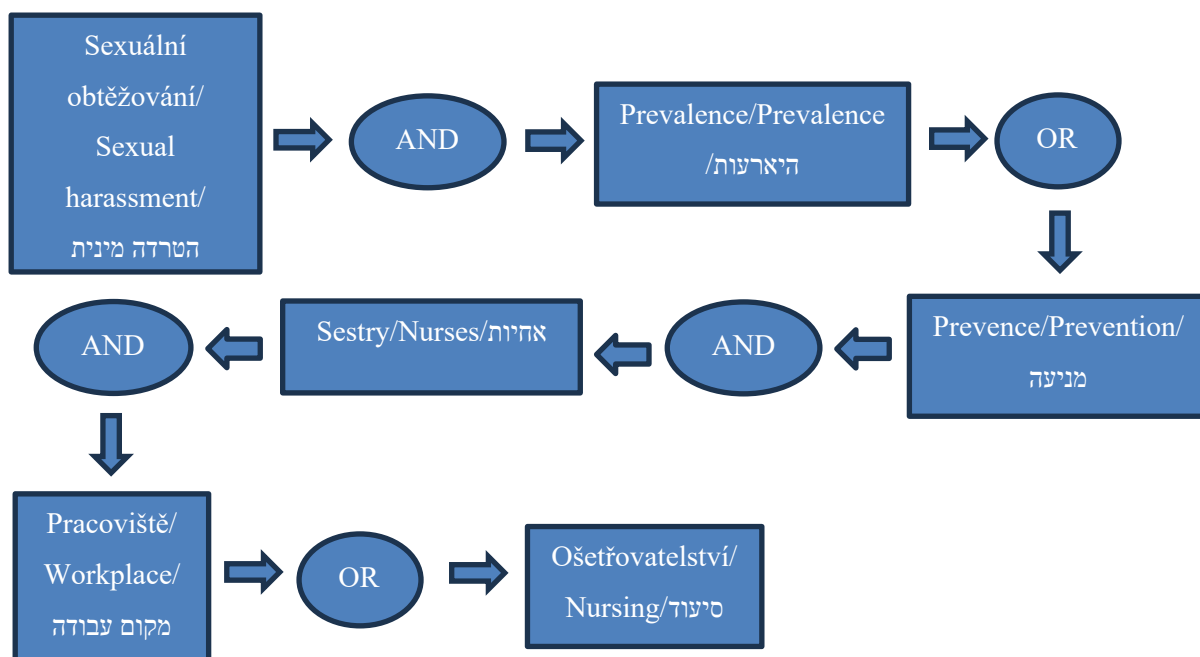 Sexuální
obtěžování/
Sexual
harassment/
הטרדה מינית
AND
Prevalence/Prevalence
/היארעות
OR
Prevence/Prevention/
מניעה
AND
Sestry/Nurses/אחיות
AND
Pracoviště/
Workplace/
מקום עבודה
OR
Ošetřovatelství/
Nursing/סיעוד